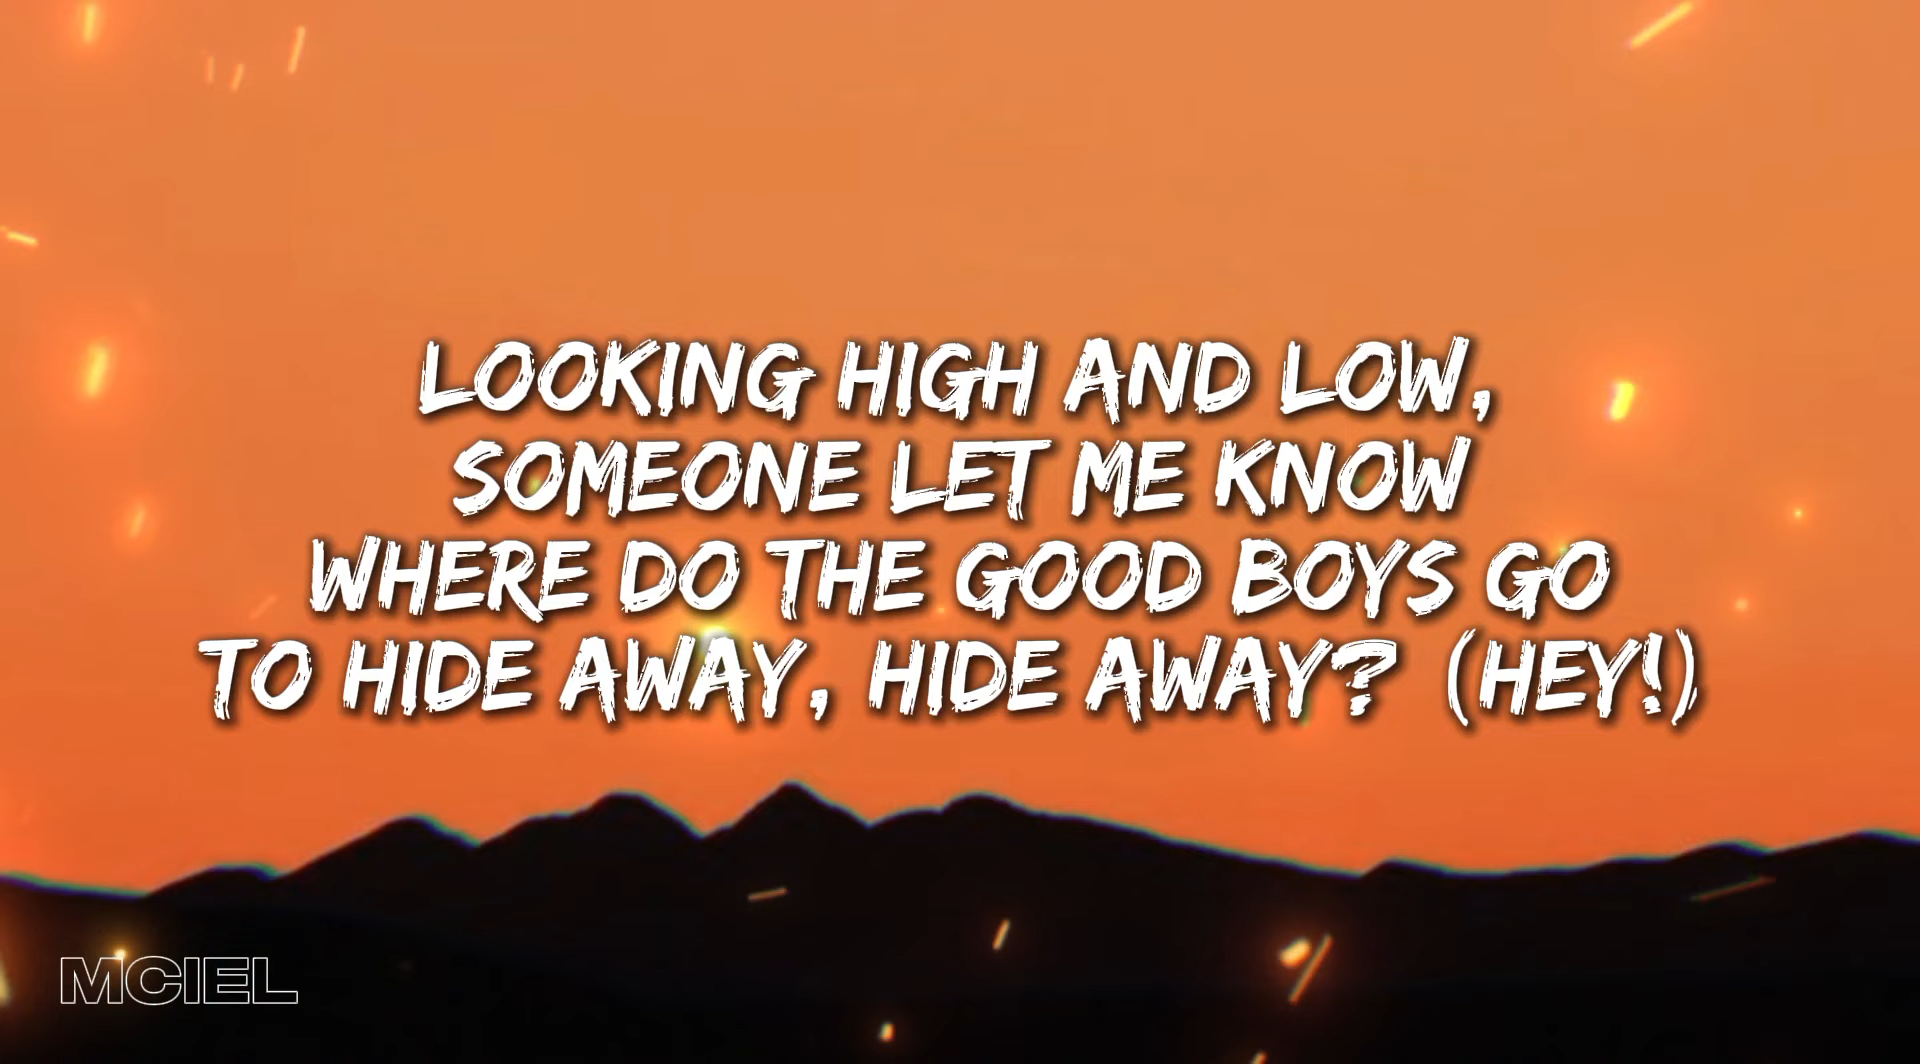 LOOKING HIGH AND LOW,
SOMEONE LET ME KNOW
WHERE DO THE GOOD BOYS GO
TO HIDE AWAY, HIDE AWAY? (HEY!)
MCIEL